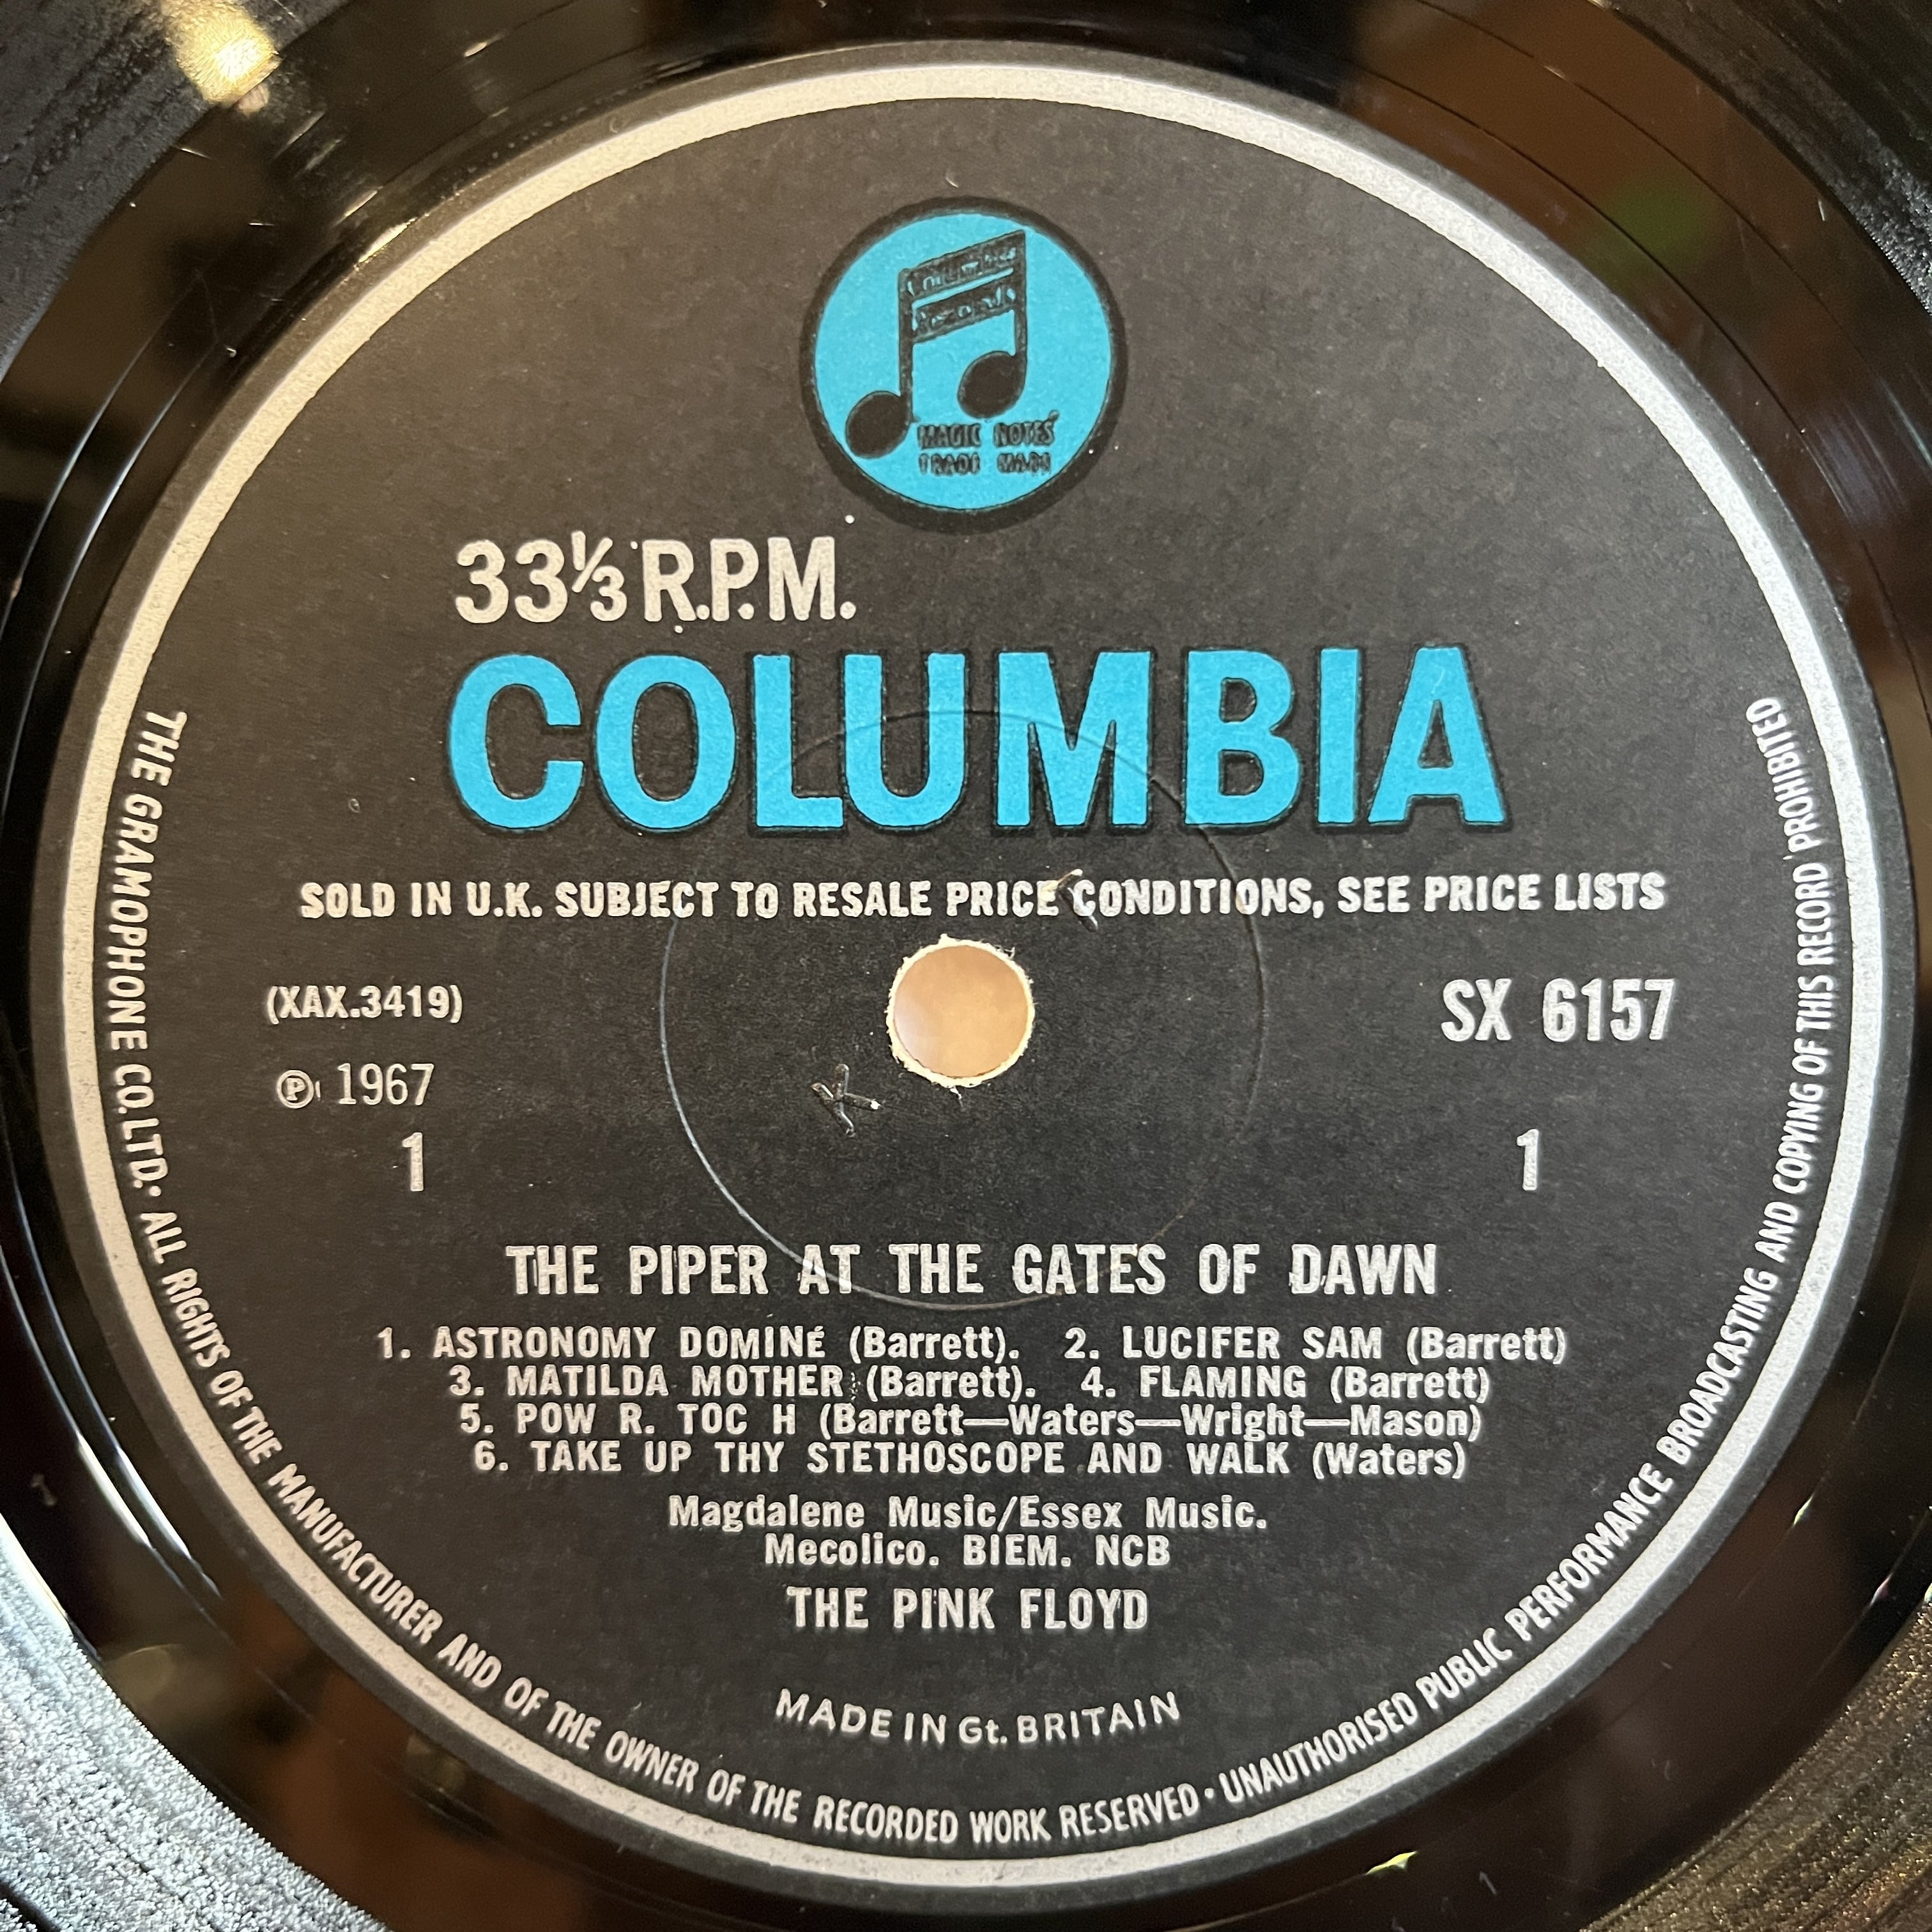 Columbia
Records
MAGIC NOTES
TRADE MARK
33⅓ R.P.M.
COLUMBIA
SOLD IN U.K. SUBJECT TO RESALE PRICE CONDITIONS, SEE PRICE LISTS
(XAX.3419)
SX 6157
℗ 1967
1
1
THE PIPER AT THE GATES OF DAWN
1. ASTRONOMY DOMINÉ (Barrett). 2. LUCIFER SAM (Barrett)
3. MATILDA MOTHER (Barrett). 4. FLAMING (Barrett)
5. POW R. TOC H (Barrett—Waters—Wright—Mason)
6. TAKE UP THY STETHOSCOPE AND WALK (Waters)
Magdalene Music/Essex Music.
Mecolico. BIEM. NCB
THE PINK FLOYD
MADE IN Gt. BRITAIN
THE GRAMOPHONE CO. LTD. • ALL RIGHTS OF THE MANUFACTURER AND OF THE OWNER OF THE RECORDED WORK RESERVED • UNAUTHORISED PUBLIC PERFORMANCE BROADCASTING AND COPYING OF THIS RECORD PROHIBITED